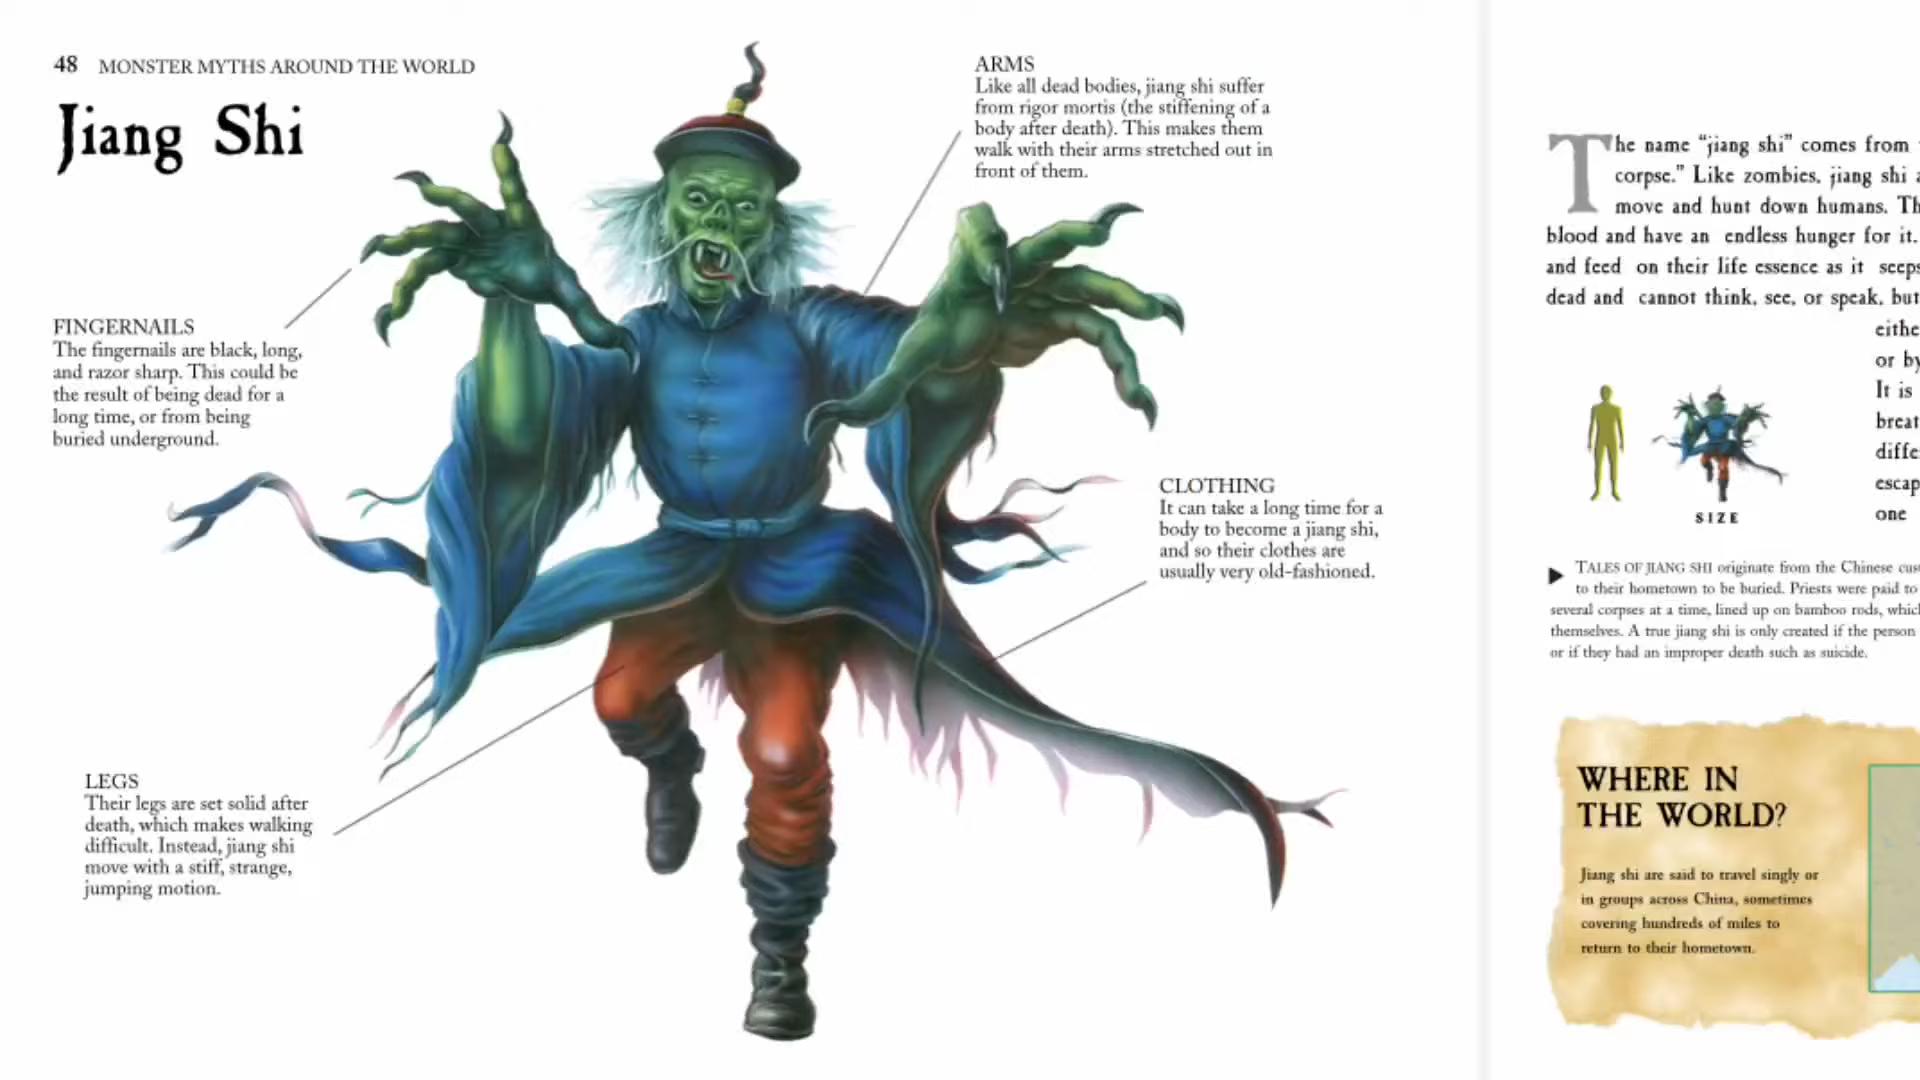 48 MONSTER MYTHS AROUND THE WORLD
Jiang Shi
ARMS
Like all dead bodies, jiang shi suffer
from rigor mortis (the stiffening of a
body after death). This makes them
walk with their arms stretched out in
front of them.
FINGERNAILS
The fingernails are black, long,
and razor sharp. This could be
the result of being dead for a
long time, or from being
buried underground.
CLOTHING
It can take a long time for a
body to become a jiang shi,
and so their clothes are
usually very old-fashioned.
LEGS
Their legs are set solid after
death, which makes walking
difficult. Instead, jiang shi
move with a stiff, strange,
jumping motion.
The name “jiang shi” comes from
corpse.” Like zombies, jiang shi
move and hunt down humans.
blood and have an endless hunger for it.
and feed on their life essence as it seeps
dead and cannot think, see, or speak, but
or by
It is
one
SIZE
TALES OF JIANG SHI originate from the Chinese
to their hometown to be buried. Priests were paid to
several corpses at a time, lined up on bamboo rods,
themselves. A true jiang shi is only created if the person
or if they had an improper death such as suicide.
WHERE IN
THE WORLD?
Jiang shi are said to travel singly or
in groups across China, sometimes
covering hundreds of miles to
return to their hometown.